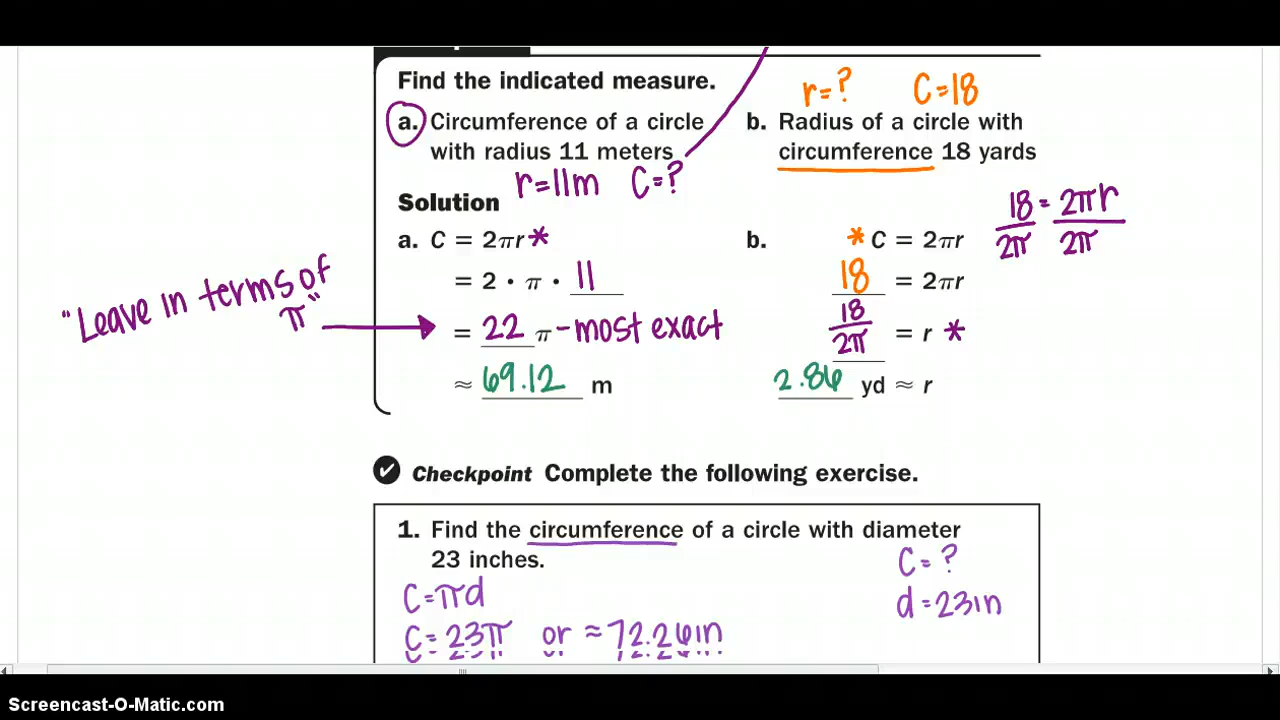 Find the indicated measure.
r=? C=18
a. Circumference of a circle
with radius 11 meters
b. Radius of a circle with
circumference 18 yards
r=11m C=?
Solution
a. C = 2πr*
= 2 · π · 11
= 22 π - most exact
≈ 69.12 m
"Leave in terms of
π"
b. * C = 2πr
18 = 2πr
18/2π = r *
2.86 yd ≈ r
18/2π = 2πr/2π
✔ Checkpoint Complete the following exercise.
1. Find the circumference of a circle with diameter
23 inches.
C = ?
d = 23in
C=πd
C= 23π or ≈72.26in
Screencast-O-Matic.com